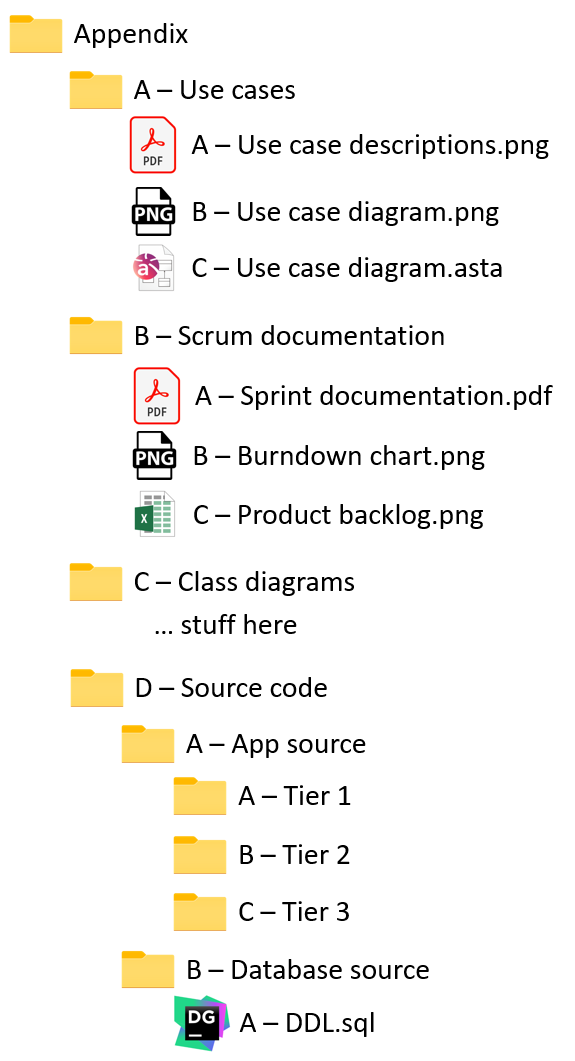 Appendix
A – Use cases
PDF A – Use case descriptions.png
PNG B – Use case diagram.png
a C – Use case diagram.asta
B – Scrum documentation
PDF A – Sprint documentation.pdf
PNG B – Burndown chart.png
X C – Product backlog.png
C – Class diagrams
... stuff here
D – Source code
A – App source
A – Tier 1
B – Tier 2
C – Tier 3
B – Database source
DG A – DDL.sql